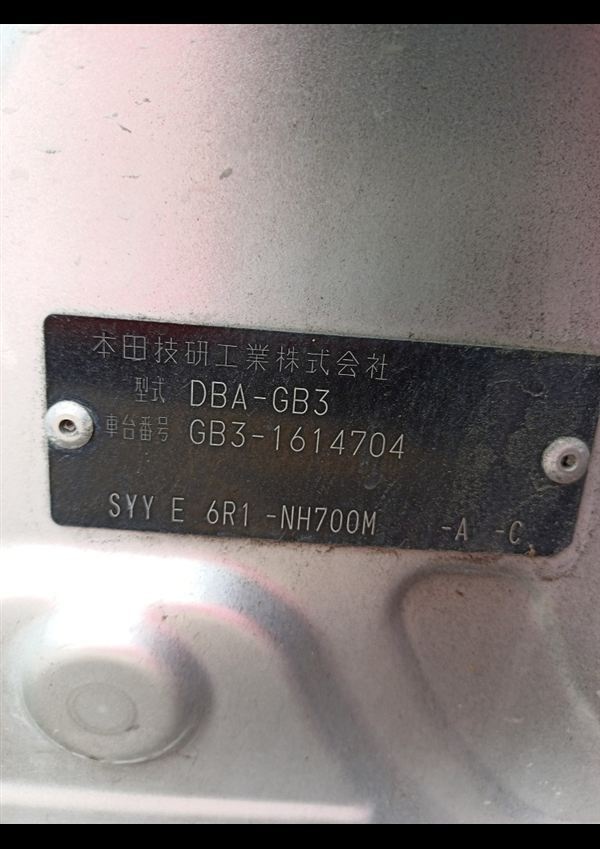 本田技研工業株式会社
型式 DBA-GB3
車台番号 GB3-1614704
SYY E 6R1 -NH700M -A -C